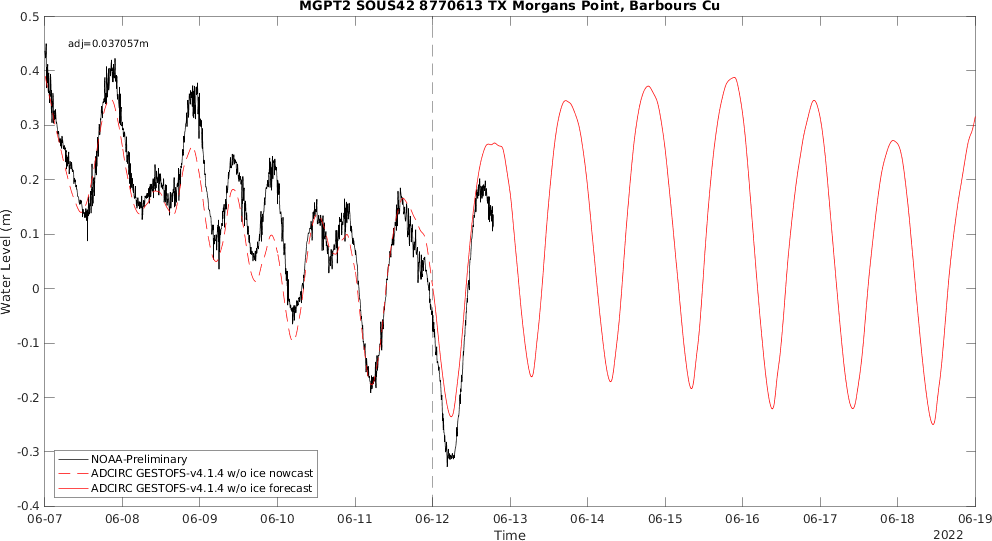 MGPT2 SOUS42 8770613 TX Morgans Point, Barbours Cu
adj=0.037057m
0.5
0.4
0.3
0.2
0.1
0
-0.1
-0.2
-0.3
-0.4
Water Level (m)
NOAA-Preliminary
ADCIRC GESTOFS-v4.1.4 w/o ice nowcast
ADCIRC GESTOFS-v4.1.4 w/o ice forecast
06-07 06-08 06-09 06-10 06-11 06-12 06-13 06-14 06-15 06-16 06-17 06-18 06-19
Time
2022